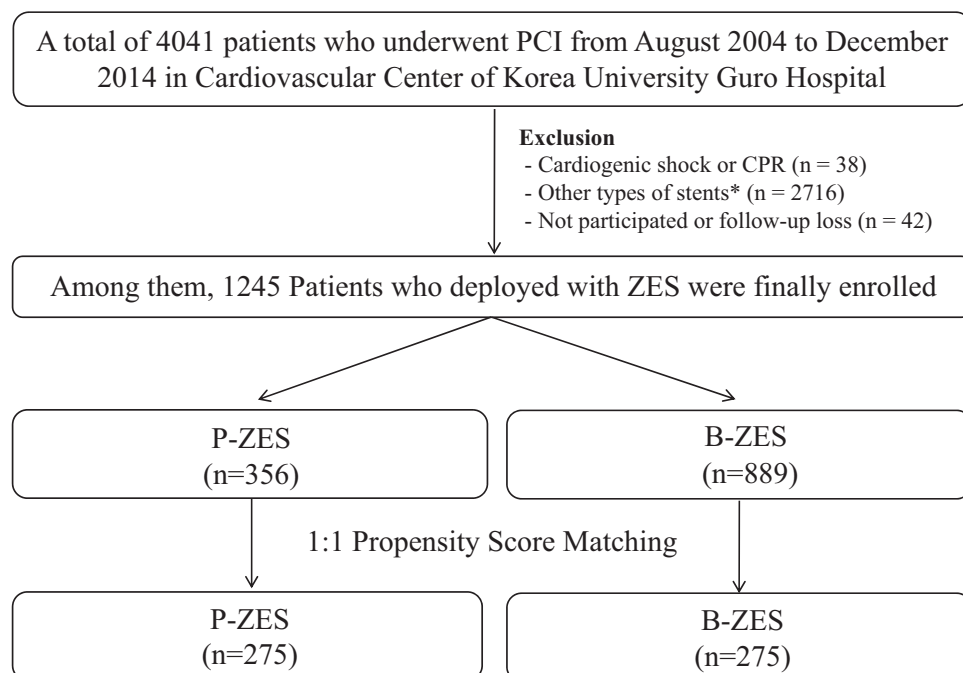 A total of 4041 patients who underwent PCI from August 2004 to December
2014 in Cardiovascular Center of Korea University Guro Hospital
Exclusion
- Cardiogenic shock or CPR (n = 38)
- Other types of stents* (n = 2716)
- Not participated or follow-up loss (n = 42)
Among them, 1245 Patients who deployed with ZES were finally enrolled
P-ZES
(n=356)
B-ZES
(n=889)
1:1 Propensity Score Matching
P-ZES
(n=275)
B-ZES
(n=275)